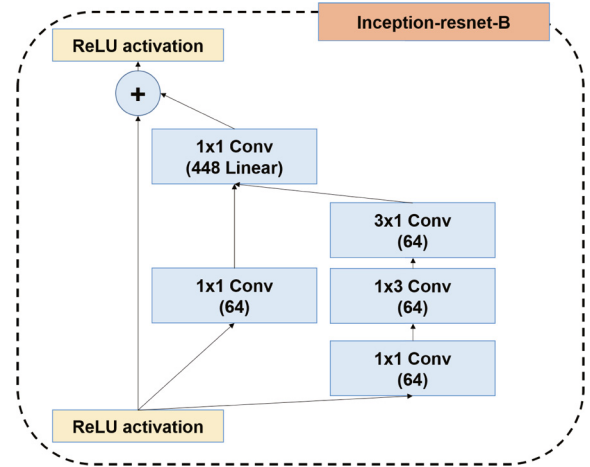 Inception-resnet-B
ReLU activation
+
1x1 Conv
(448 Linear)
3x1 Conv
(64)
1x1 Conv
(64)
1x3 Conv
(64)
1x1 Conv
(64)
ReLU activation